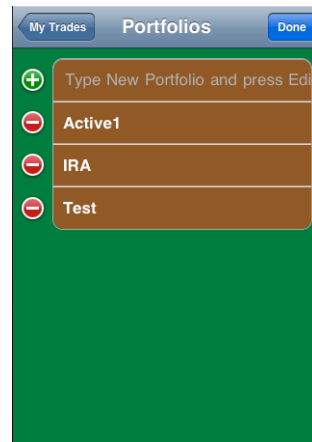 My Trades Portfolios Done
Type New Portfolio and press Edi
Active1
IRA
Test